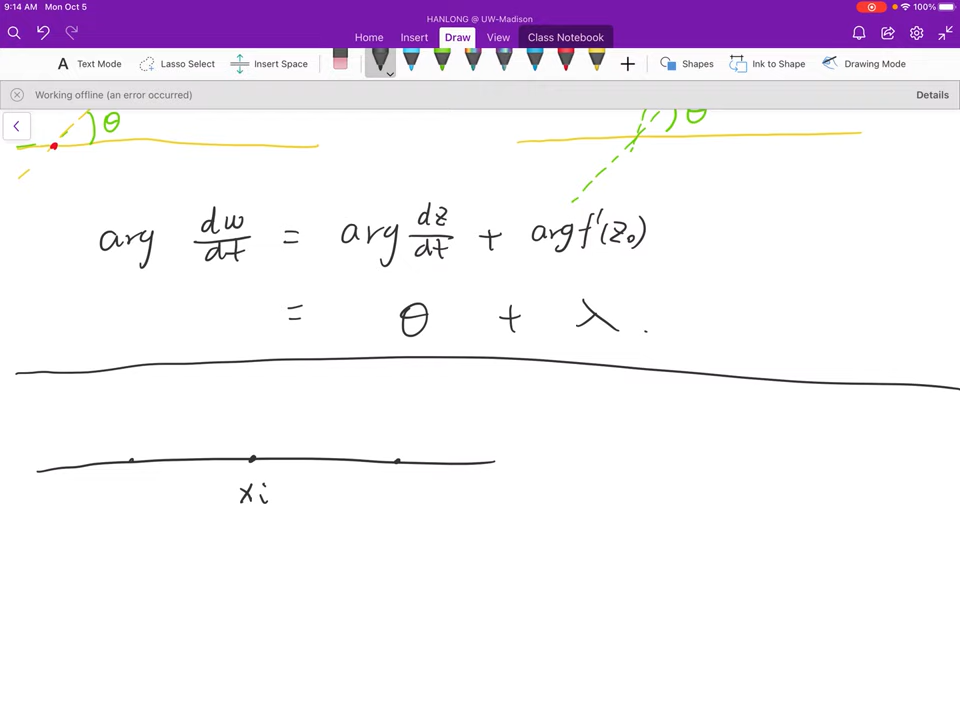 9:14 AM Mon Oct 5
100%
HANLONG @ UW-Madison
Home Insert Draw View Class Notebook
A Text Mode Lasso Select Insert Space Shapes Ink to Shape Drawing Mode
Working offline (an error occurred) Details
θ θ
arg dw/dt = arg dz/dt + arg f'(z₀)
= θ + λ.
xi